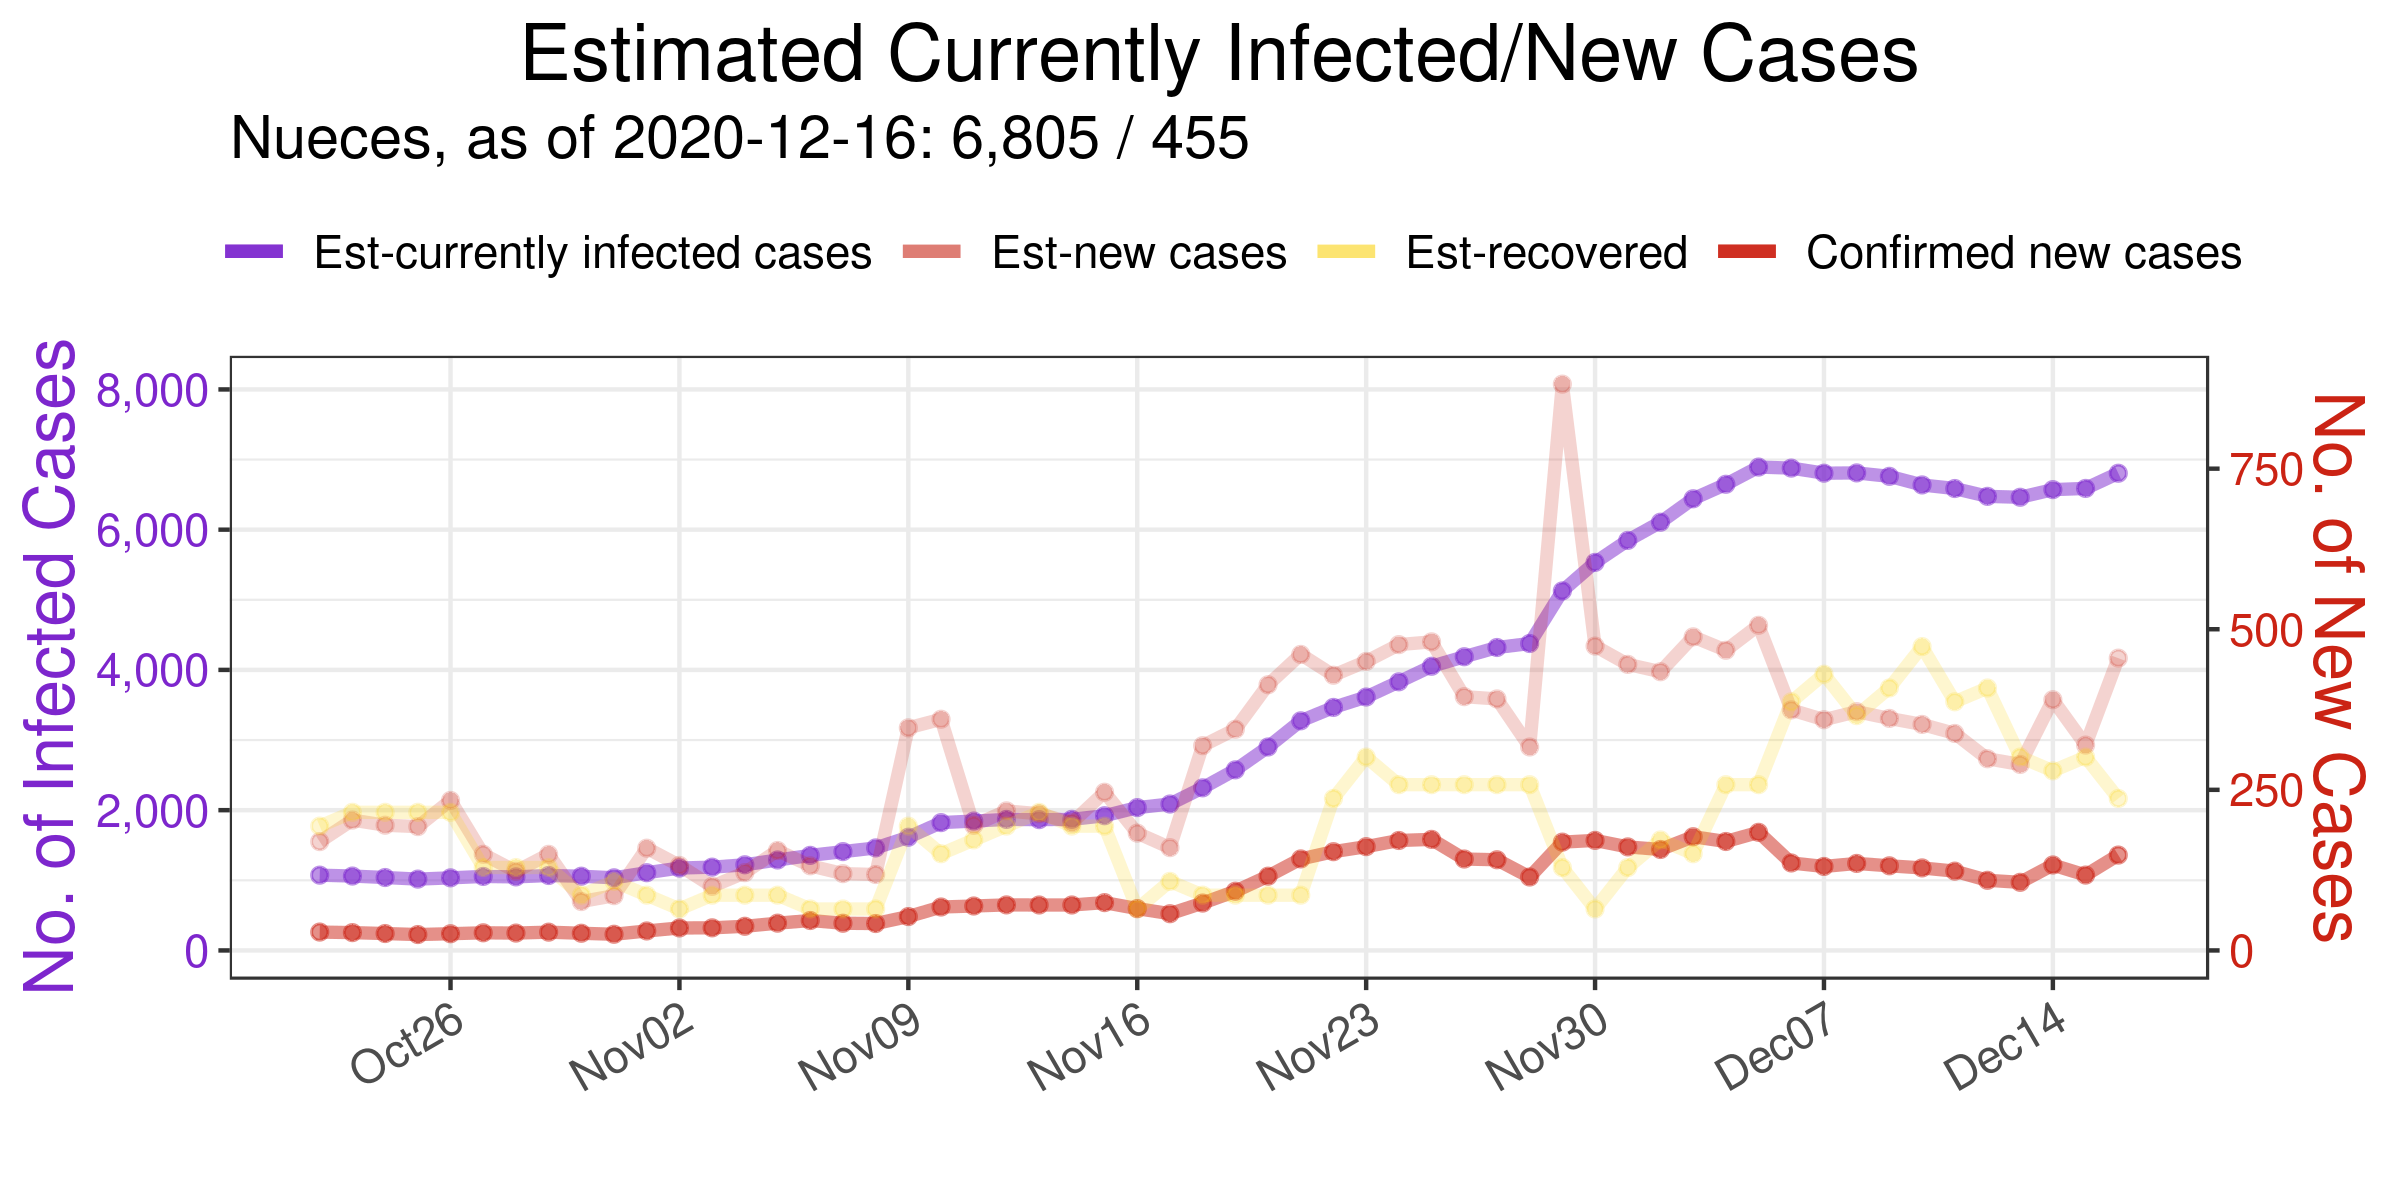 Estimated Currently Infected/New Cases
Nueces, as of 2020-12-16: 6,805 / 455
Est-currently infected cases
Est-new cases
Est-recovered
Confirmed new cases
No. of Infected Cases
8,000
6,000
4,000
2,000
0
No. of New Cases
750
500
250
0
Oct26
Nov02
Nov09
Nov16
Nov23
Nov30
Dec07
Dec14